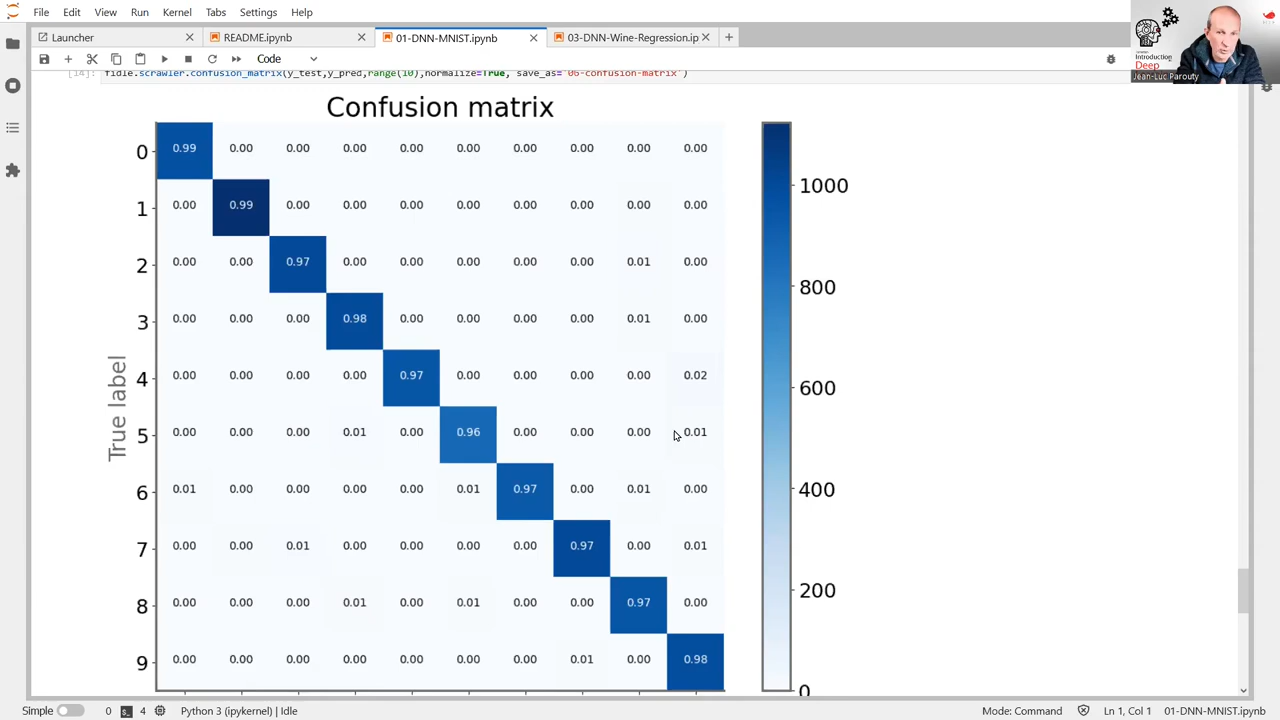 File Edit View Run Kernel Tabs Settings Help
Launcher README.ipynb 01-DNN-MNIST.ipynb 03-DNN-Wine-Regression.ip
Code
[14]: fidle.scrawler.confusion_matrix(y_test,y_pred,range(10),normalize=True, save_as='06-confusion-matrix')
Introduction
Deep
Jean-Luc Parouty
Confusion matrix
0 0.99 0.00 0.00 0.00 0.00 0.00 0.00 0.00 0.00 0.00
1 0.00 0.99 0.00 0.00 0.00 0.00 0.00 0.00 0.00 0.00
2 0.00 0.00 0.97 0.00 0.00 0.00 0.00 0.00 0.01 0.00
3 0.00 0.00 0.00 0.98 0.00 0.00 0.00 0.00 0.01 0.00
4 0.00 0.00 0.00 0.00 0.97 0.00 0.00 0.00 0.00 0.02
5 0.00 0.00 0.00 0.01 0.00 0.96 0.00 0.00 0.00 0.01
6 0.01 0.00 0.00 0.00 0.00 0.01 0.97 0.00 0.01 0.00
7 0.00 0.00 0.01 0.00 0.00 0.00 0.00 0.97 0.00 0.01
8 0.00 0.00 0.00 0.01 0.00 0.01 0.00 0.00 0.97 0.00
9 0.00 0.00 0.00 0.00 0.00 0.00 0.00 0.01 0.00 0.98
True label
1000
800
600
400
200
0
Simple 0 4 Python 3 (ipykernel) | Idle Mode: Command Ln 1, Col 1 01-DNN-MNIST.ipynb